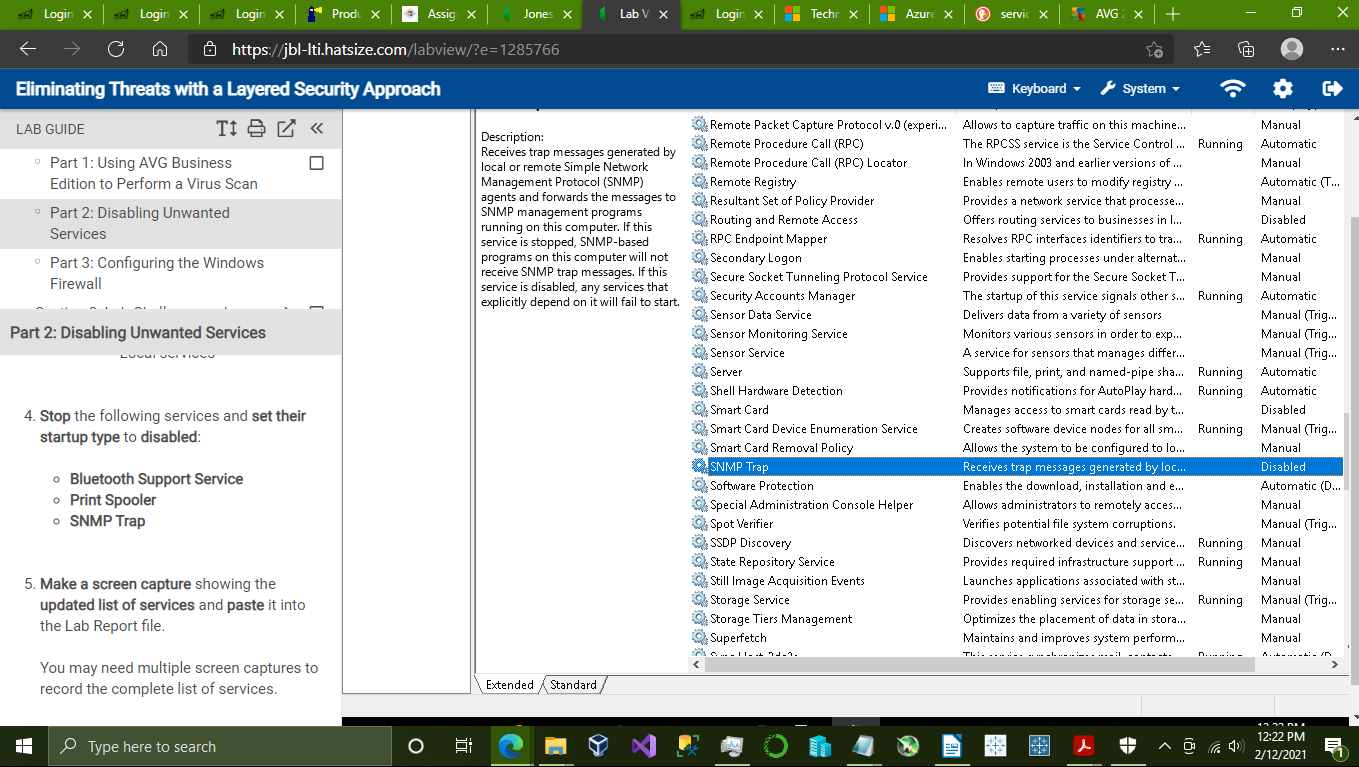 Login
Login
Login
Produ
Assig
Jones
Lab V
Login
Techn
Azure
servic
AVG 2
https://jbl-lti.hatsize.com/labview/?e=1285766
Eliminating Threats with a Layered Security Approach
Keyboard
System
LAB GUIDE
Part 1: Using AVG Business
Edition to Perform a Virus Scan
Part 2: Disabling Unwanted
Services
Part 3: Configuring the Windows
Firewall
Part 2: Disabling Unwanted Services
4. Stop the following services and set their
startup type to disabled:
Bluetooth Support Service
Print Spooler
SNMP Trap
5. Make a screen capture showing the
updated list of services and paste it into
the Lab Report file.
You may need multiple screen captures to
record the complete list of services.
Description:
Receives trap messages generated by
local or remote Simple Network
Management Protocol (SNMP)
agents and forwards the messages to
SNMP management programs
running on this computer. If this
service is stopped, SNMP-based
programs on this computer will not
receive SNMP trap messages. If this
service is disabled, any services that
explicitly depend on it will fail to start.
Remote Packet Capture Protocol v.0 (experi... Allows to capture traffic on this machine... Manual
Remote Procedure Call (RPC) The RPCSS service is the Service Control ... Running Automatic
Remote Procedure Call (RPC) Locator In Windows 2003 and earlier versions of ... Manual
Remote Registry Enables remote users to modify registry ... Automatic (T...
Resultant Set of Policy Provider Provides a network service that processe... Manual
Routing and Remote Access Offers routing services to businesses in l... Disabled
RPC Endpoint Mapper Resolves RPC interfaces identifiers to tra... Running Automatic
Secondary Logon Enables starting processes under alternat... Manual
Secure Socket Tunneling Protocol Service Provides support for the Secure Socket T... Manual
Security Accounts Manager The startup of this service signals other s... Running Automatic
Sensor Data Service Delivers data from a variety of sensors Manual (Trig...
Sensor Monitoring Service Monitors various sensors in order to exp... Manual (Trig...
Sensor Service A service for sensors that manages differ... Manual (Trig...
Server Supports file, print, and named-pipe sha... Running Automatic
Shell Hardware Detection Provides notifications for AutoPlay hard... Running Automatic
Smart Card Manages access to smart cards read by t... Disabled
Smart Card Device Enumeration Service Creates software device nodes for all sm... Running Manual (Trig...
Smart Card Removal Policy Allows the system to be configured to lo... Manual
SNMP Trap Receives trap messages generated by loc... Disabled
Software Protection Enables the download, installation and e... Automatic (D...
Special Administration Console Helper Allows administrators to remotely acces... Manual
Spot Verifier Verifies potential file system corruptions. Manual (Trig...
SSDP Discovery Discovers networked devices and service... Running Manual
State Repository Service Provides required infrastructure support ... Running Manual
Still Image Acquisition Events Launches applications associated with st... Manual
Storage Service Provides enabling services for storage se... Running Manual (Trig...
Storage Tiers Management Optimizes the placement of data in stora... Manual
Superfetch Maintains and improves system perform... Manual
Extended
Standard
Type here to search
12:22 PM
2/12/2021
1